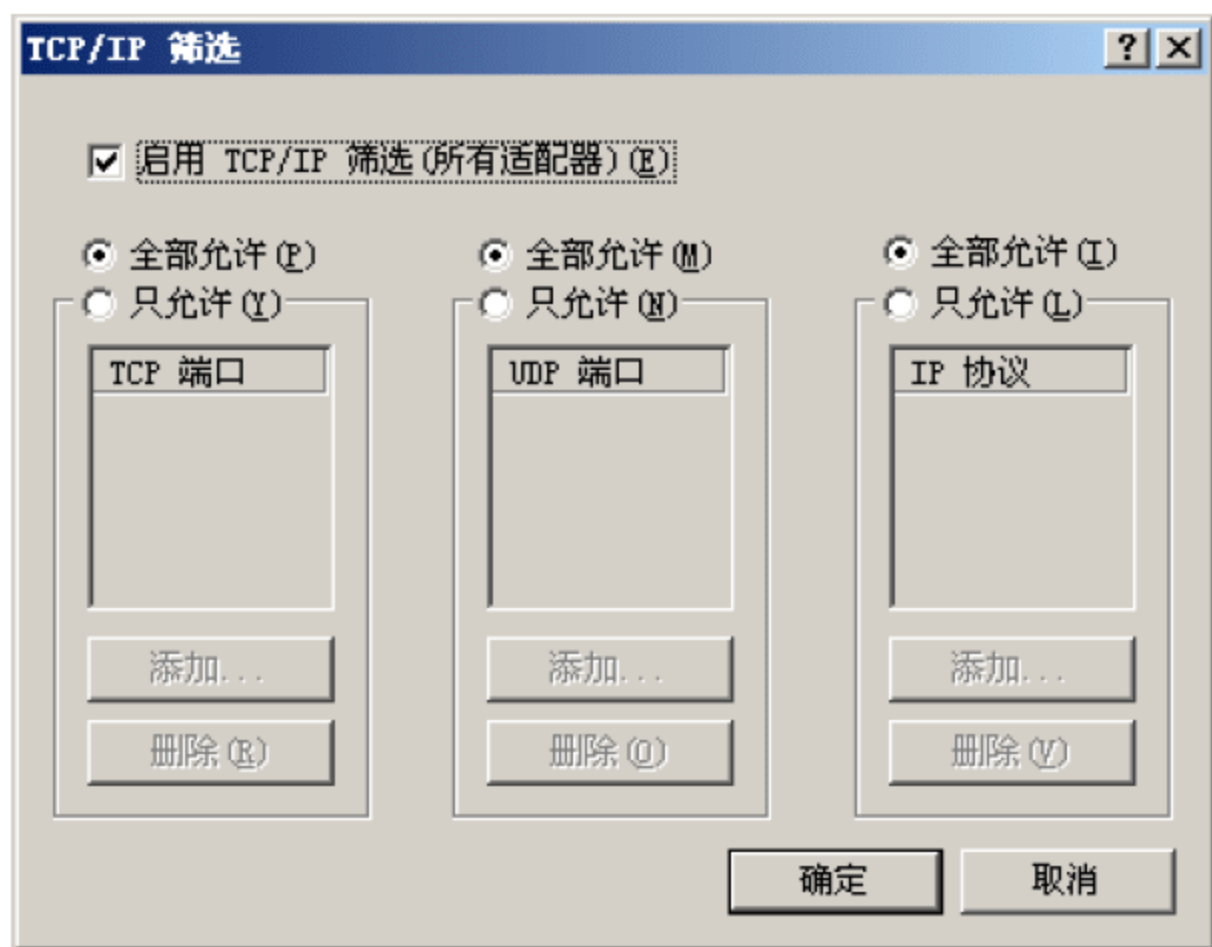 TCP/IP 筛选
启用 TCP/IP 筛选(所有适配器)(E)
全部允许(P)
全部允许(M)
全部允许(I)
只允许(Y)
只允许(N)
只允许(L)
TCP 端口
UDP 端口
IP 协议
添加...
添加...
添加...
删除(R)
删除(O)
删除(V)
确定
取消